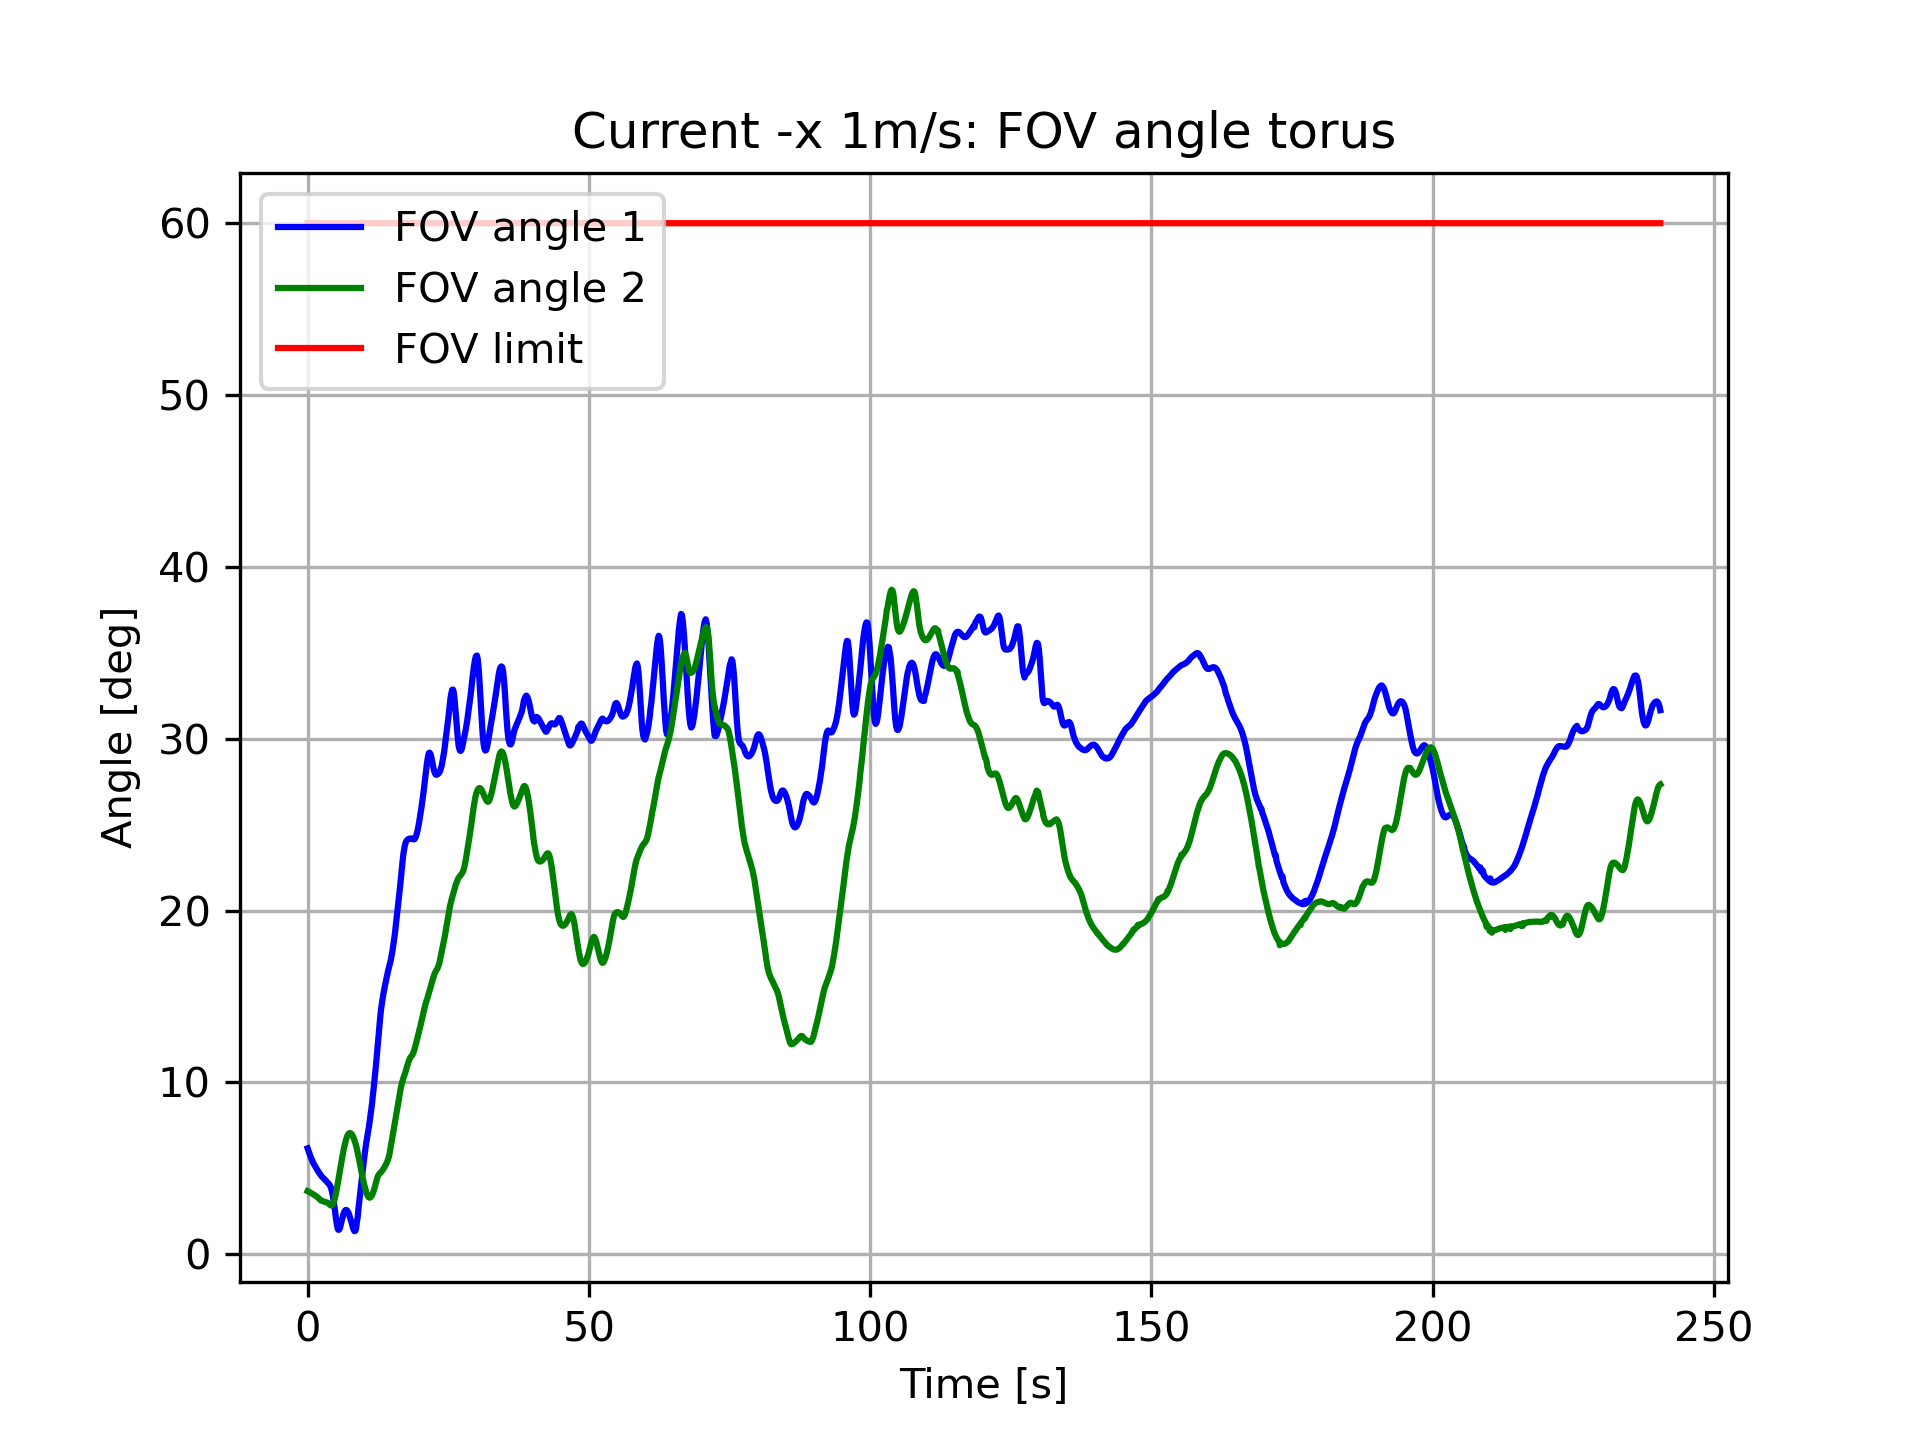 Current -x 1m/s: FOV angle torus
FOV angle 1
FOV angle 2
FOV limit
60
50
40
30
20
10
0
Angle [deg]
0 50 100 150 200 250
Time [s]